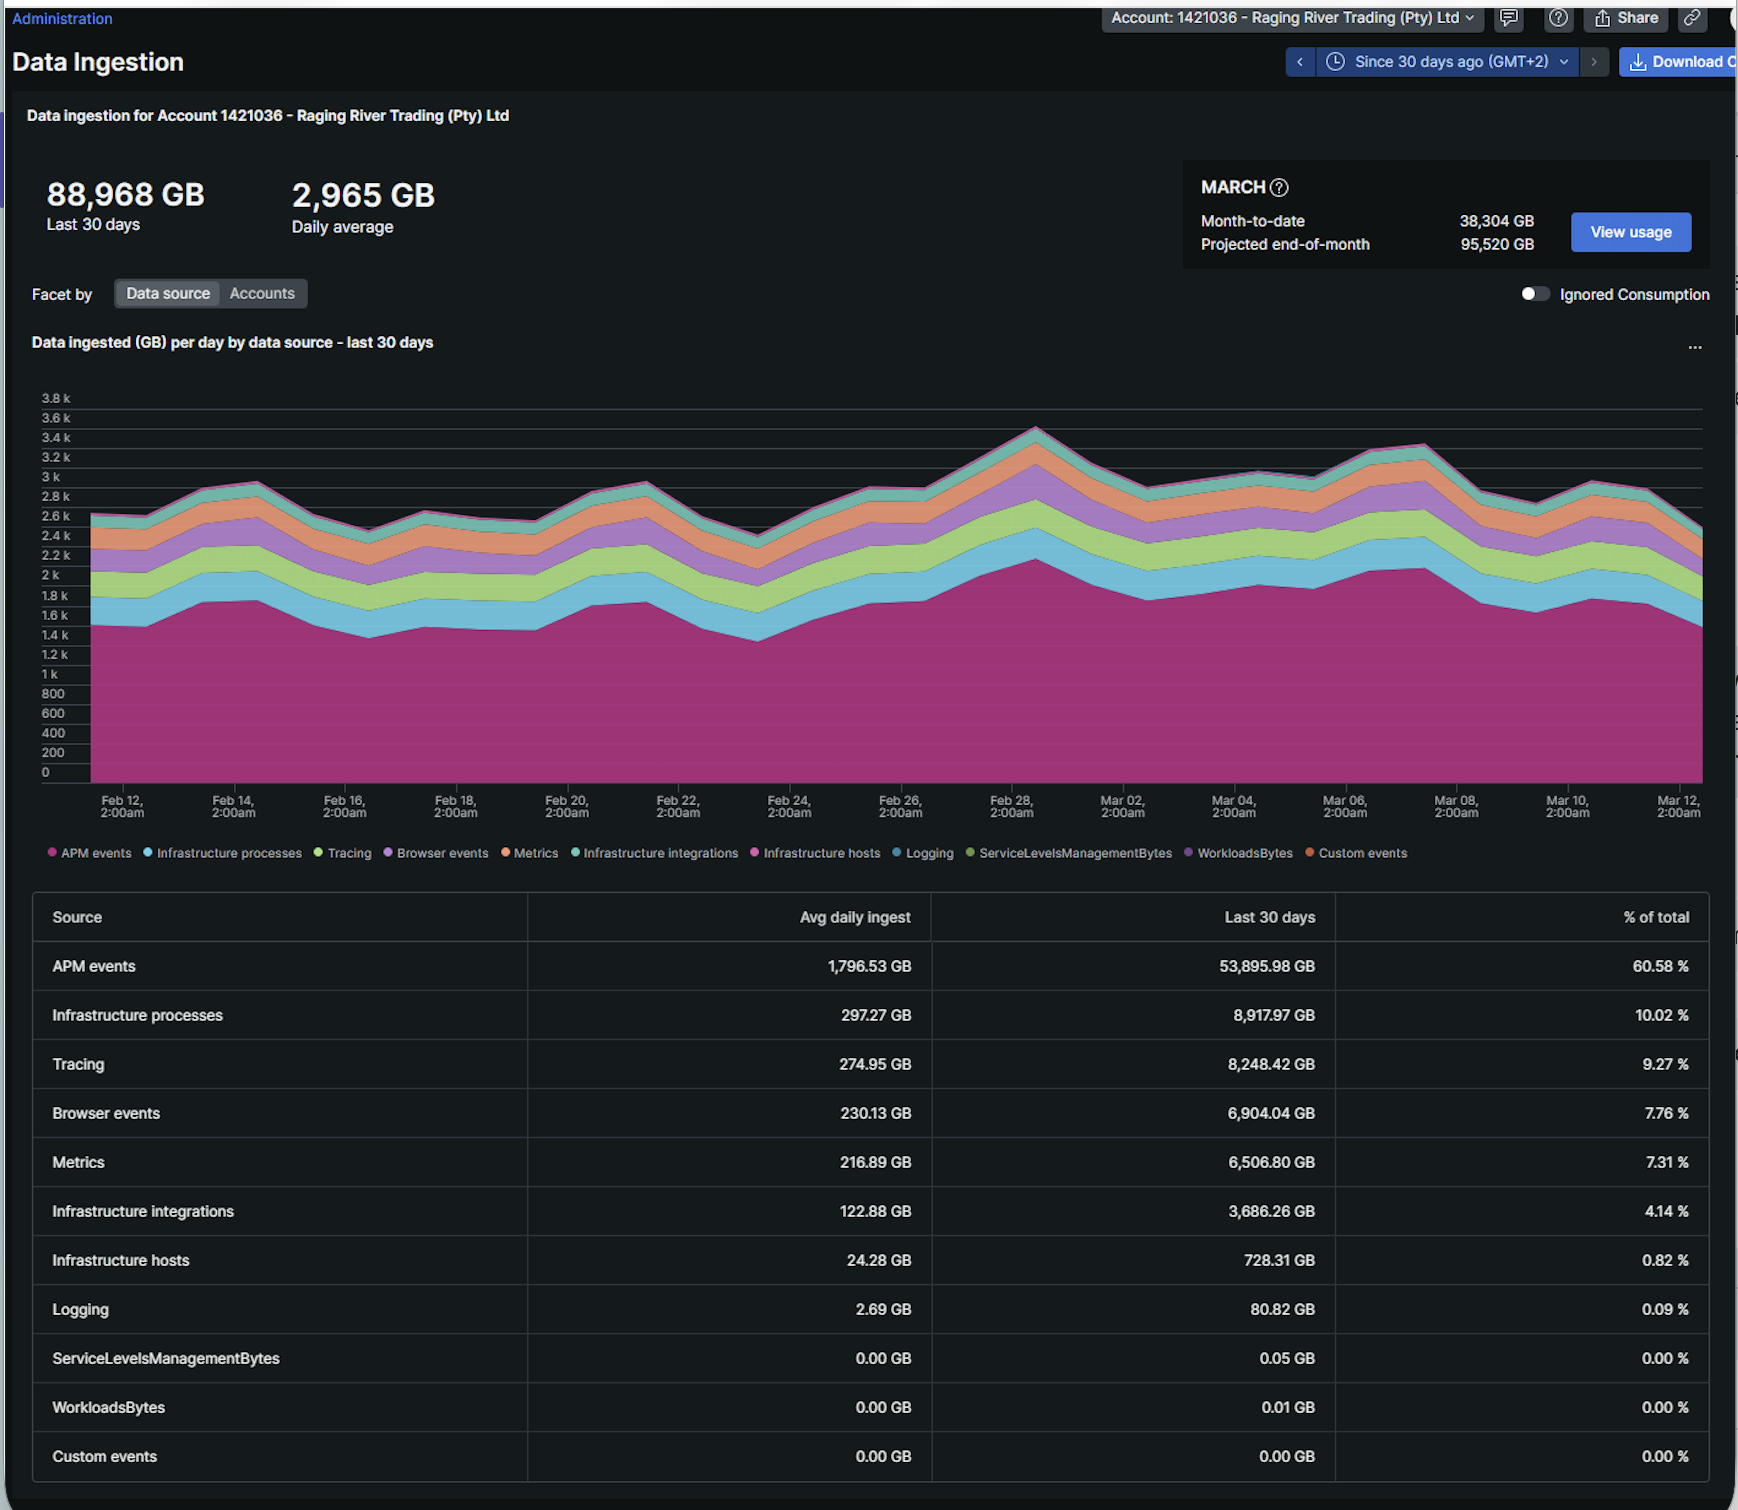 Administration
Account: 1421036 - Raging River Trading (Pty) Ltd
Share
Data Ingestion
Since 30 days ago (GMT+2)
Download
Data ingestion for Account 1421036 - Raging River Trading (Pty) Ltd
88,968 GB
Last 30 days
2,965 GB
Daily average
MARCH
Month-to-date 38,304 GB
Projected end-of-month 95,520 GB
View usage
Facet by Data source Accounts
Ignored Consumption
Data ingested (GB) per day by data source - last 30 days
...
3.8 k
3.6 k
3.4 k
3.2 k
3 k
2.8 k
2.6 k
2.4 k
2.2 k
2 k
1.8 k
1.6 k
1.4 k
1.2 k
1 k
800
600
400
200
0
Feb 12, Feb 14, Feb 16, Feb 18, Feb 20, Feb 22, Feb 24, Feb 26, Feb 28, Mar 02, Mar 04, Mar 06, Mar 08, Mar 10, Mar 12,
2:00am 2:00am 2:00am 2:00am 2:00am 2:00am 2:00am 2:00am 2:00am 2:00am 2:00am 2:00am 2:00am 2:00am 2:00am
APM events Infrastructure processes Tracing Browser events Metrics Infrastructure integrations Infrastructure hosts Logging ServiceLevelsManagementBytes WorkloadsBytes Custom events
Source Avg daily ingest Last 30 days % of total
APM events 1,796.53 GB 53,895.98 GB 60.58 %
Infrastructure processes 297.27 GB 8,917.97 GB 10.02 %
Tracing 274.95 GB 8,248.42 GB 9.27 %
Browser events 230.13 GB 6,904.04 GB 7.76 %
Metrics 216.89 GB 6,506.80 GB 7.31 %
Infrastructure integrations 122.88 GB 3,686.26 GB 4.14 %
Infrastructure hosts 24.28 GB 728.31 GB 0.82 %
Logging 2.69 GB 80.82 GB 0.09 %
ServiceLevelsManagementBytes 0.00 GB 0.05 GB 0.00 %
WorkloadsBytes 0.00 GB 0.01 GB 0.00 %
Custom events 0.00 GB 0.00 GB 0.00 %